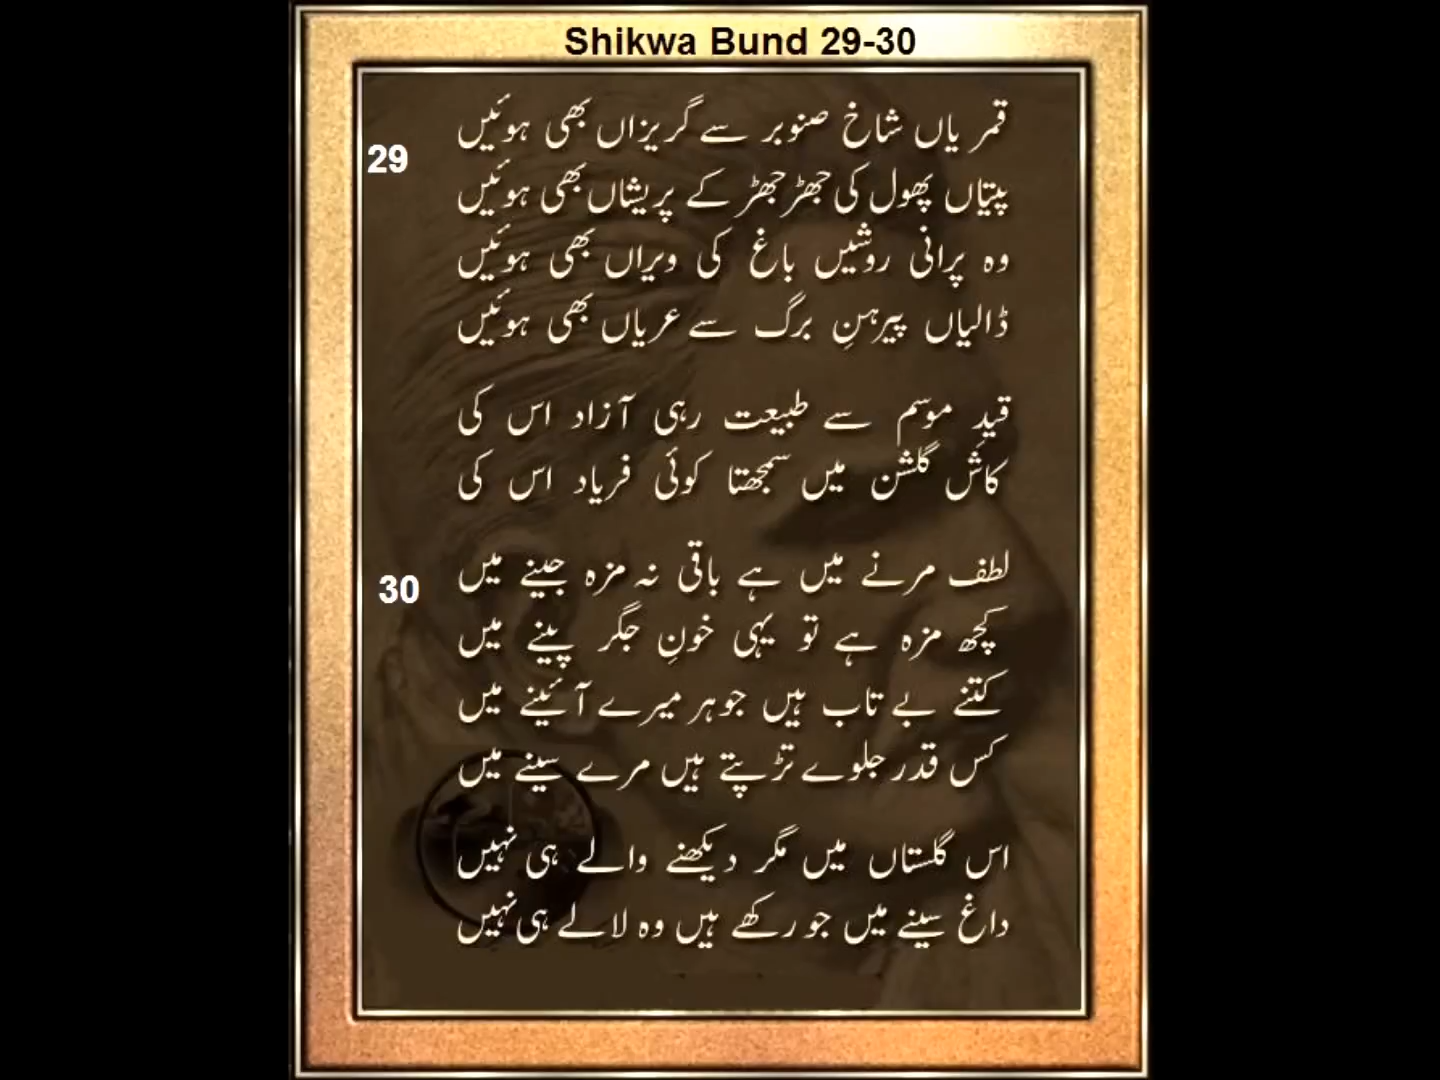 Shikwa Bund 29-30
29
قمر یاں شاخ صنوبر سے گریزاں بھی ہوئیں
پتیاں پھول کی جھڑ جھڑ کے پریشاں بھی ہوئیں
وہ پرانی روشیں باغ کی ویراں بھی ہوئیں
ڈالیاں پیرہنِ برگ سے عریاں بھی ہوئیں
قیدِ موسم سے طبیعت رہی آزاد اس کی
کاش گلشن میں سمجھتا کوئی فریاد اس کی
30
لطف مرنے میں ہے باقی نہ مزہ جینے میں
کچھ مزہ ہے تو یہی خونِ جگر پینے میں
کتنے بے تاب ہیں جوہر میرے آئینے میں
کس قدر جلوے تڑپتے ہیں مرے سینے میں
اس گلستاں میں مگر دیکھنے والے ہی نہیں
داغ سینے میں جو رکھے ہیں وہ لالے ہی نہیں